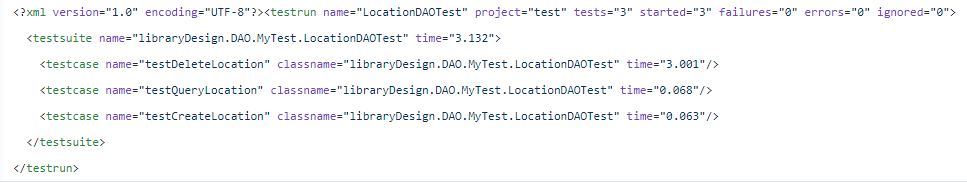 <?xml version="1.0" encoding="UTF-8"?><testrun name="LocationDAOTest" project="test" tests="3" started="3" failures="0" errors="0" ignored="0">
<testsuite name="libraryDesign.DAO.MyTest.LocationDAOTest" time="3.132">
<testcase name="testDeleteLocation" classname="libraryDesign.DAO.MyTest.LocationDAOTest" time="3.001"/>
<testcase name="testQueryLocation" classname="libraryDesign.DAO.MyTest.LocationDAOTest" time="0.068"/>
<testcase name="testCreateLocation" classname="libraryDesign.DAO.MyTest.LocationDAOTest" time="0.063"/>
</testsuite>
</testrun>